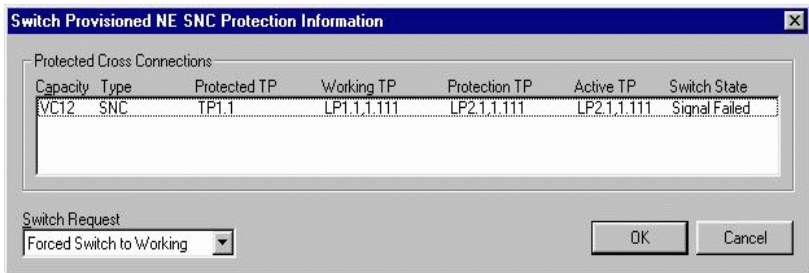 Switch Provisioned NE SNC Protection Information
Protected Cross Connections
Capacity Type Protected TP Working TP Protection TP Active TP Switch State
VC12 SNC TP1.1 LP1.1,1.111 LP2.1,1.111 LP2.1,1.111 Signal Failed
Switch Request
Forced Switch to Working
OK Cancel